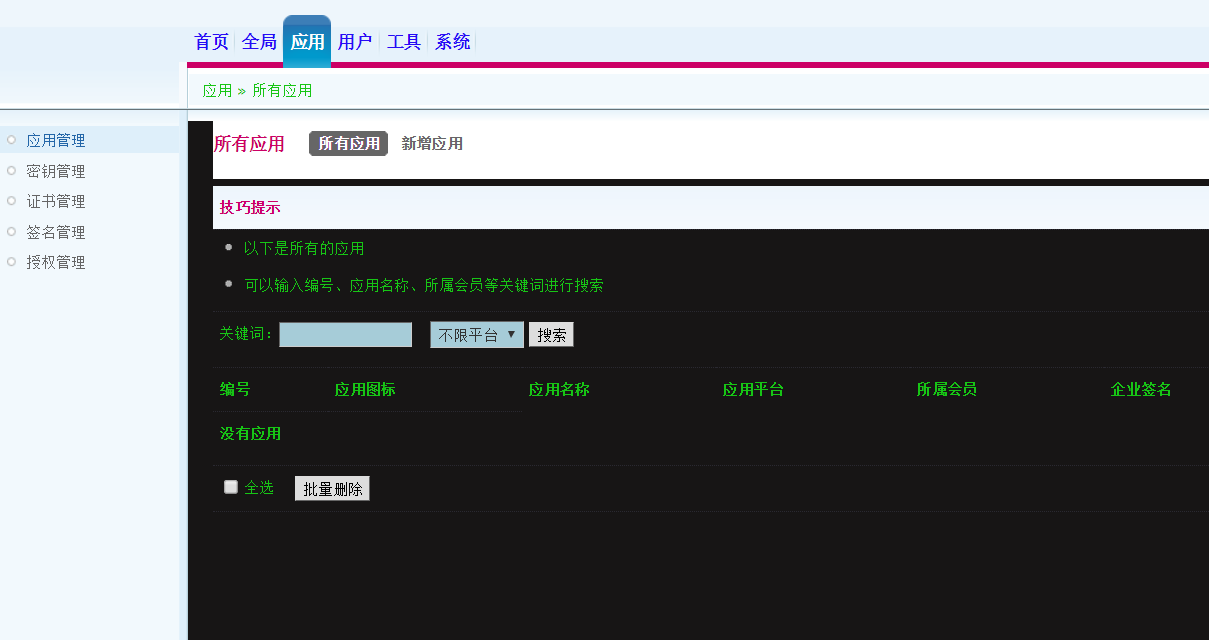 首页 全局 应用 用户 工具 系统
应用 » 所有应用
应用管理
密钥管理
证书管理
签名管理
授权管理
所有应用 所有应用 新增应用
技巧提示
以下是所有的应用
可以输入编号、应用名称、所属会员等关键词进行搜索
关键词： 不限平台 搜索
编号 应用图标 应用名称 应用平台 所属会员 企业签名
没有应用
全选 批量删除